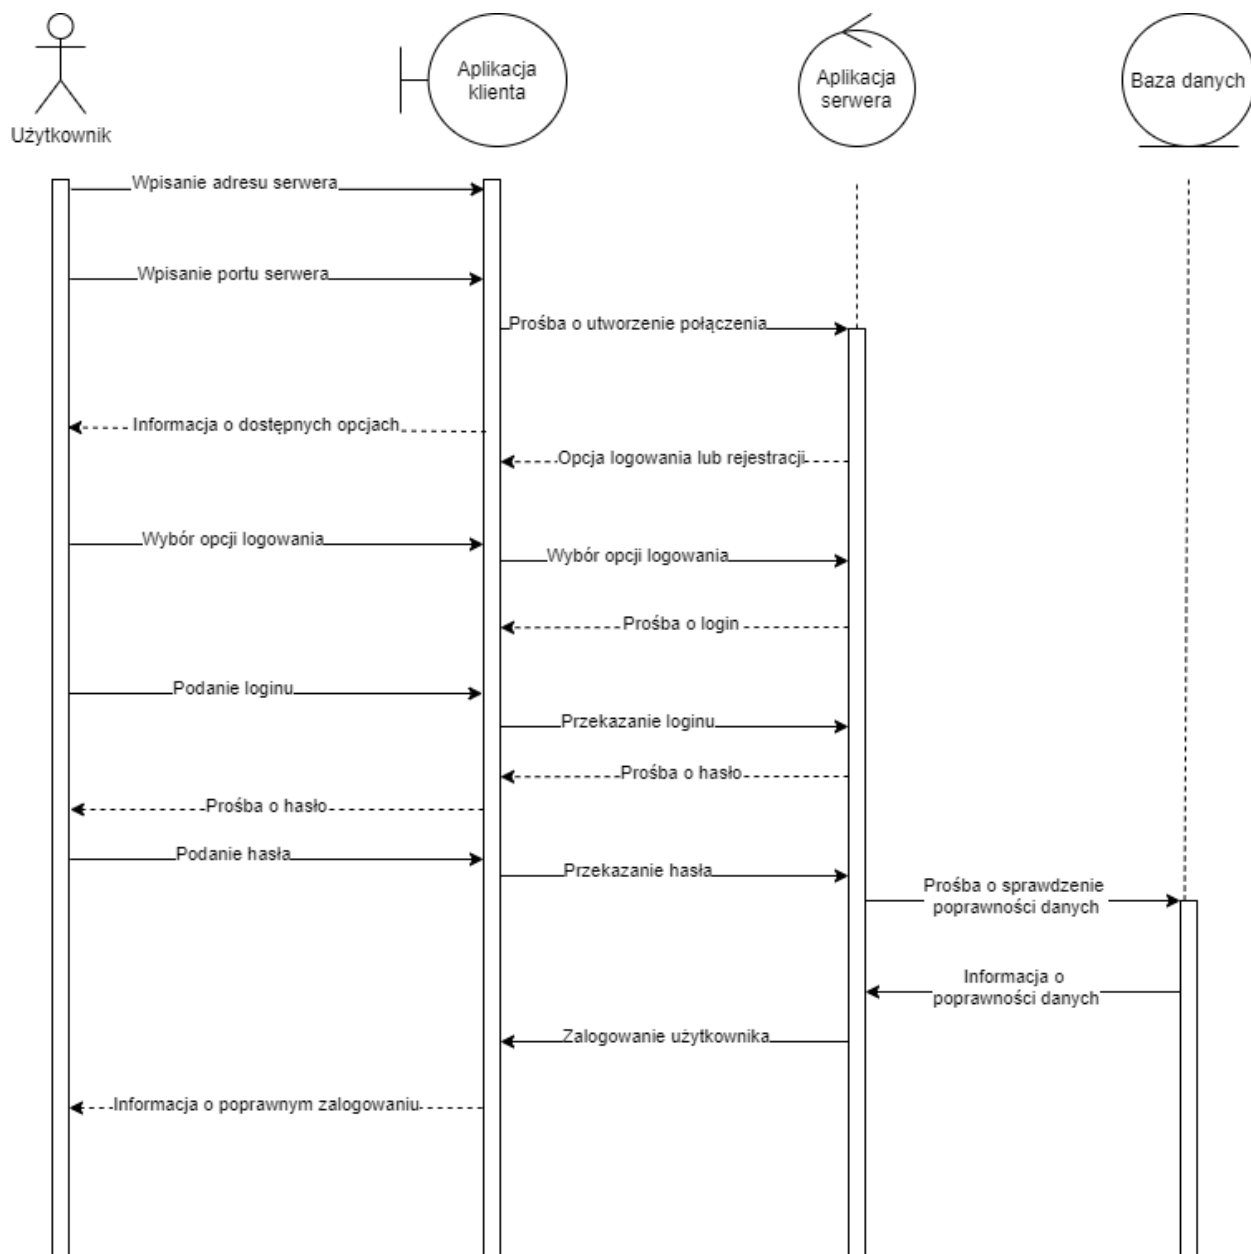 Użytkownik
Aplikacja
klienta
Aplikacja
serwera
Baza danych
Wpisanie adresu serwera
Wpisanie portu serwera
Prośba o utworzenie połączenia
Informacja o dostępnych opcjach
Opcja logowania lub rejestracji
Wybór opcji logowania
Wybór opcji logowania
Prośba o login
Podanie loginu
Przekazanie loginu
Prośba o hasło
Prośba o hasło
Podanie hasła
Przekazanie hasła
Prośba o sprawdzenie
poprawności danych
Informacja o
poprawności danych
Zalogowanie użytkownika
Informacja o poprawnym zalogowaniu